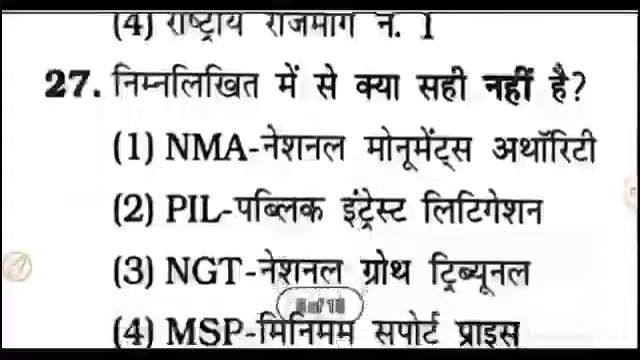 (4) राष्ट्रीय राजमार्ग नं. 1
27. निम्नलिखित में से क्या सही नहीं है?
(1) NMA-नेशनल मोनूमेंट्स अथॉरिटी
(2) PIL-पब्लिक इंट्रेस्ट लिटिगेशन
(3) NGT-नेशनल ग्रोथ ट्रिब्यूनल
(4) MSP-मिनिमम सपोर्ट प्राइस